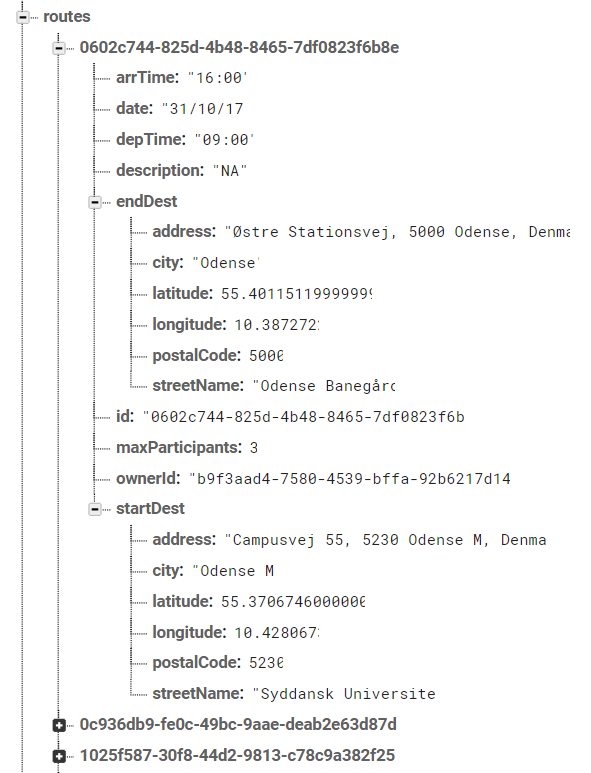 routes
0602c744-825d-4b48-8465-7df0823f6b8e
arrTime: "16:00"
date: "31/10/17
depTime: "09:00"
description: "NA"
endDest
address: "Østre Stationsvej, 5000 Odense, Denma
city: "Odense"
latitude: 55.4011511999999
longitude: 10.387272
postalCode: 5000
streetName: "Odense Banegård
id: "0602c744-825d-4b48-8465-7df0823f6b
maxParticipants: 3
ownerId: "b9f3aad4-7580-4539-bffa-92b6217d14
startDest
address: "Campusvej 55, 5230 Odense M, Denma
city: "Odense M
latitude: 55.3706746000000
longitude: 10.428067
postalCode: 5230
streetName: "Syddansk Universite
0c936db9-fe0c-49bc-9aae-deab2e63d87d
1025f587-30f8-44d2-9813-c78c9a382f25